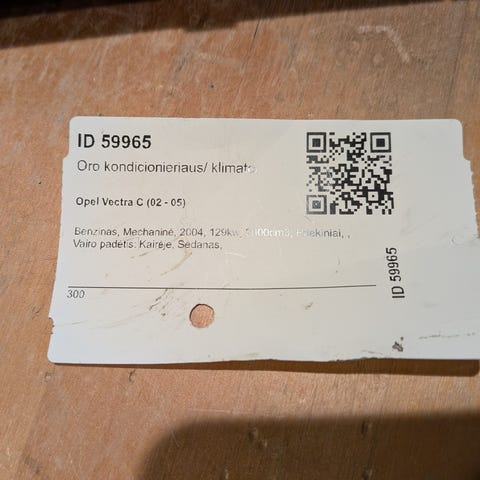 ID 59965
Oro kondicionieriaus/ klimato
Opel Vectra C (02 - 05)
Benzinas, Mechaninė, 2004, 129kw, Priekiniai, ,
Vairo padėtis: Kairėje, Sedanas,
300
ID 59965